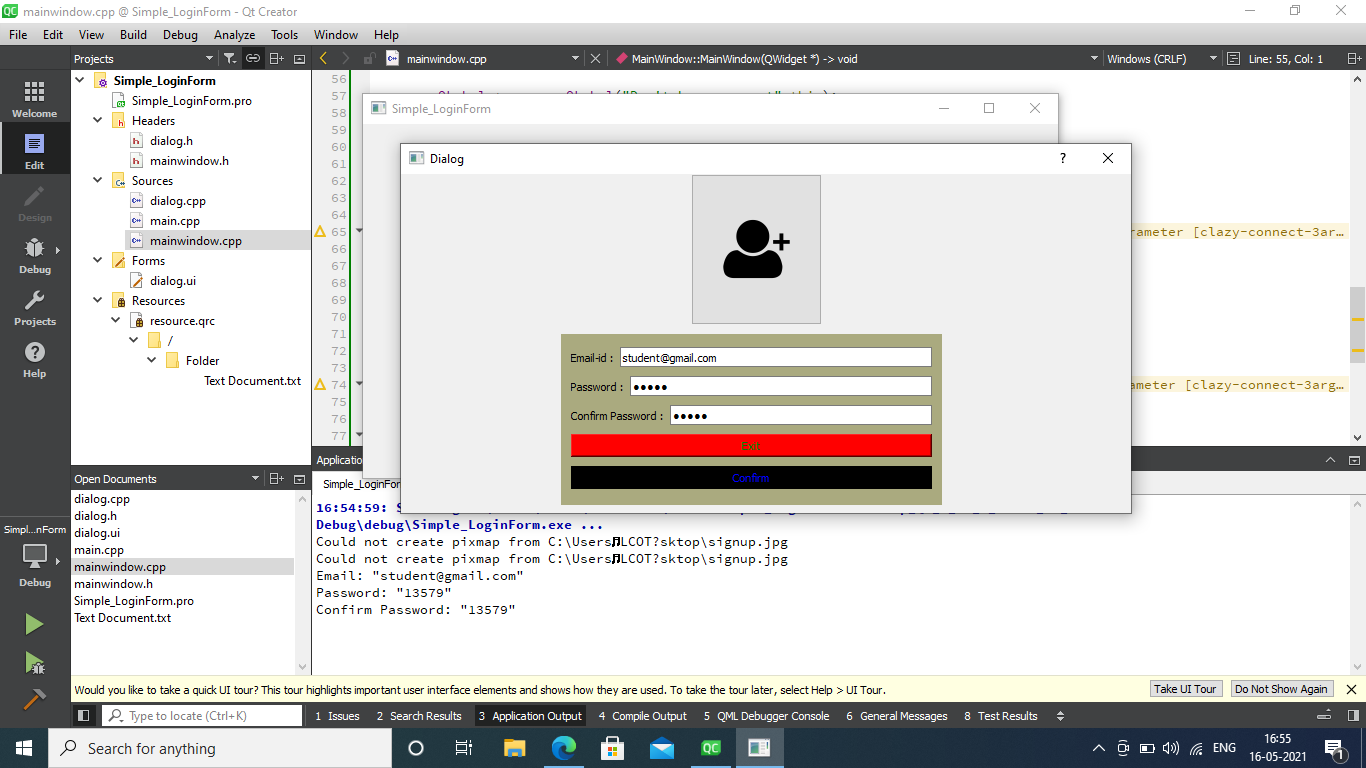 mainwindow.cpp @ Simple_LoginForm - Qt Creator
File Edit View Build Debug Analyze Tools Window Help
Projects
mainwindow.cpp
MainWindow::MainWindow(QWidget *) -> void
Windows (CRLF)
Line: 55, Col: 1
Welcome
Edit
Design
Debug
Projects
Help
Simpl...nForm
Debug
Simple_LoginForm
Simple_LoginForm.pro
Headers
dialog.h
mainwindow.h
Sources
dialog.cpp
main.cpp
mainwindow.cpp
Forms
dialog.ui
Resources
resource.qrc
/
Folder
Text Document.txt
Open Documents
dialog.cpp
dialog.h
dialog.ui
main.cpp
mainwindow.cpp
mainwindow.h
Simple_LoginForm.pro
Text Document.txt
56
57
58
59
60
61
62
63
64
65
66
67
68
69
70
71
72
73
74
75
76
77
rameter [clazy-connect-3ar...
ameter [clazy-connect-3arg...
Simple_LoginForm
Dialog
?
Email-id : student@gmail.com
Password : ●●●●●
Confirm Password : ●●●●●
Exit
Confirm
Applicatio
Simple_LoginForm
16:54:59:
Debug\debug\Simple_LoginForm.exe ...
Could not create pixmap from C:\Users♫LCOT?sktop\signup.jpg
Could not create pixmap from C:\Users♫LCOT?sktop\signup.jpg
Email: "student@gmail.com"
Password: "13579"
Confirm Password: "13579"
Would you like to take a quick UI tour? This tour highlights important user interface elements and shows how they are used. To take the tour later, select Help > UI Tour.
Take UI Tour
Do Not Show Again
Type to locate (Ctrl+K)
1 Issues 2 Search Results 3 Application Output 4 Compile Output 5 QML Debugger Console 6 General Messages 8 Test Results
Search for anything
QC
ENG
16:55
16-05-2021
1